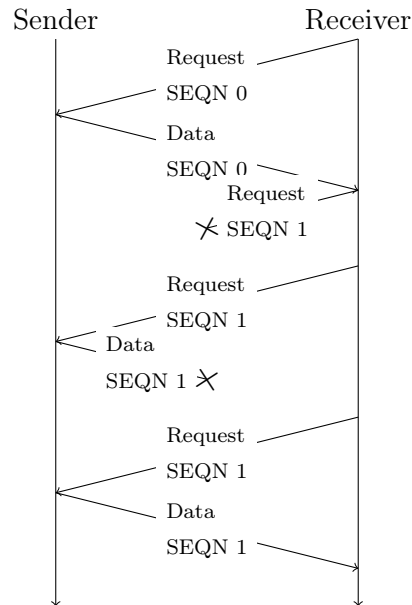 Sender
Receiver
Request
SEQN 0
Data
SEQN 0
Request
SEQN 1
Request
SEQN 1
Data
SEQN 1
Request
SEQN 1
Data
SEQN 1